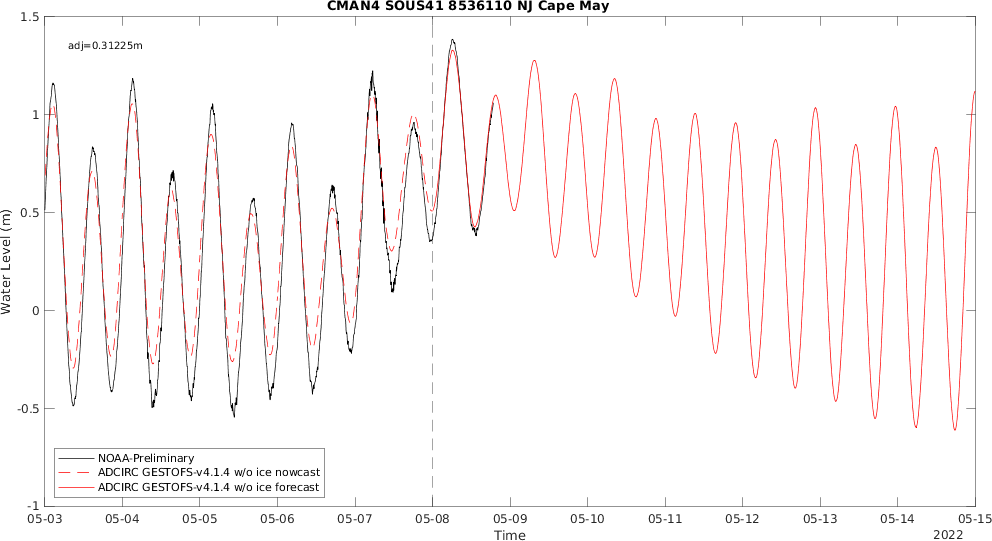 CMAN4 SOUS41 8536110 NJ Cape May
adj=0.31225m
1.5
1
0.5
0
-0.5
-1
Water Level (m)
NOAA-Preliminary
ADCIRC GESTOFS-v4.1.4 w/o ice nowcast
ADCIRC GESTOFS-v4.1.4 w/o ice forecast
05-03 05-04 05-05 05-06 05-07 05-08 05-09 05-10 05-11 05-12 05-13 05-14 05-15
Time
2022